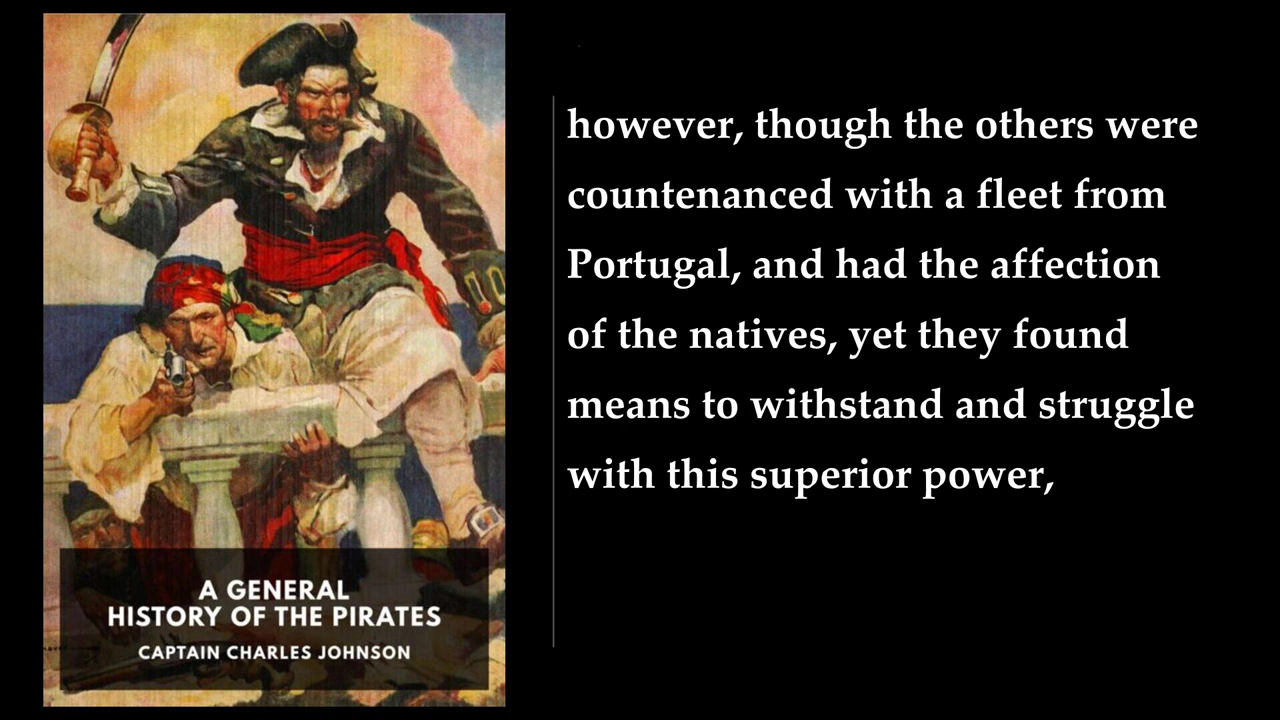 A GENERAL
HISTORY OF THE PIRATES
CAPTAIN CHARLES JOHNSON
however, though the others were
countenanced with a fleet from
Portugal, and had the affection
of the natives, yet they found
means to withstand and struggle
with this superior power,